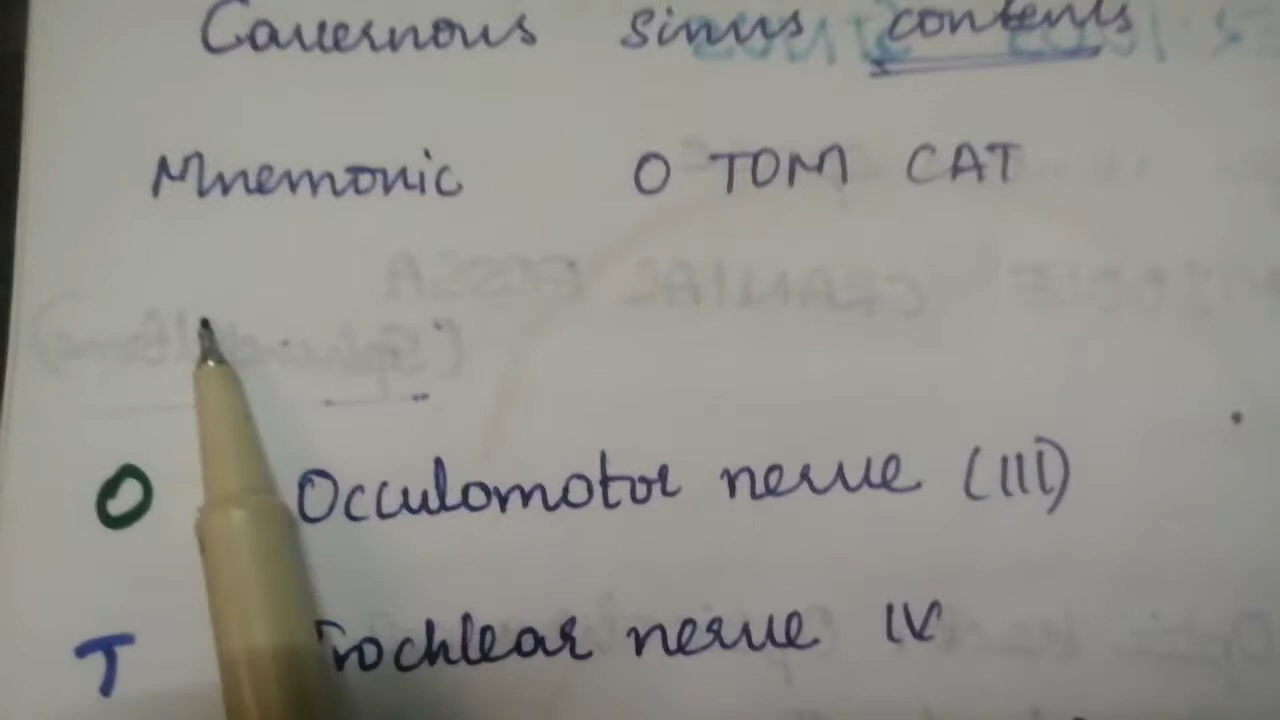 Cavernous sinus contents
Mnemonic O TOM CAT
O Occulomotor nerve (III)
T Trochlear nerve IV